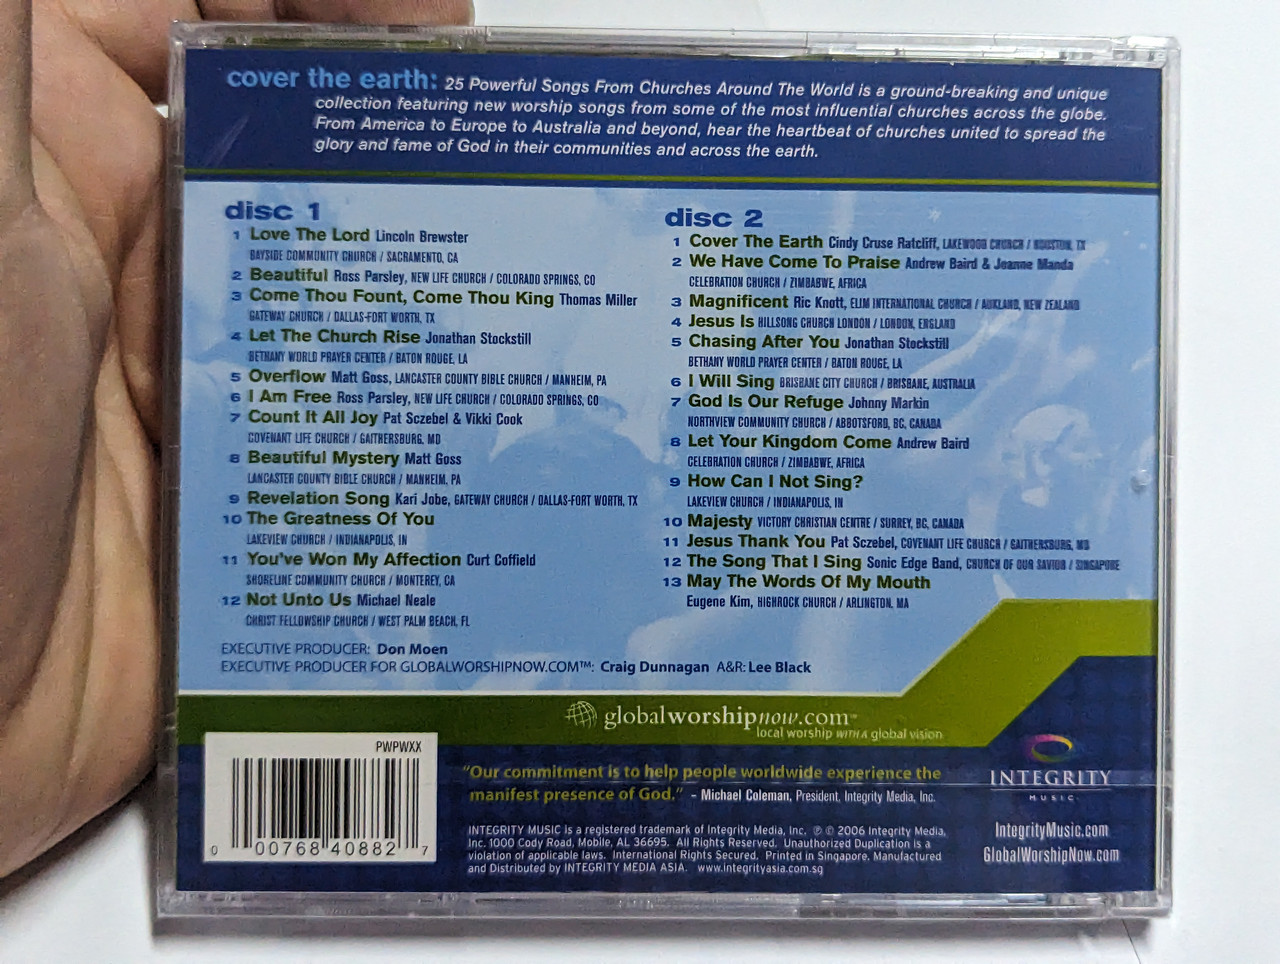 cover the earth: 25 Powerful Songs From Churches Around The World is a ground-breaking and unique
collection featuring new worship songs from some of the most influential churches across the globe.
From America to Europe to Australia and beyond, hear the heartbeat of churches united to spread the
glory and fame of God in their communities and across the earth.
disc 1
1 Love The Lord Lincoln Brewster
BAYSIDE COMMUNITY CHURCH / SACRAMENTO, CA
2 Beautiful Ross Parsley, NEW LIFE CHURCH / COLORADO SPRINGS, CO
3 Come Thou Fount, Come Thou King Thomas Miller
GATEWAY CHURCH / DALLAS-FORT WORTH, TX
4 Let The Church Rise Jonathan Stockstill
BETHANY WORLD PRAYER CENTER / BATON ROUGE, LA
5 Overflow Matt Goss, LANCASTER COUNTY BIBLE CHURCH / MANHEIM, PA
6 I Am Free Ross Parsley, NEW LIFE CHURCH / COLORADO SPRINGS, CO
7 Count It All Joy Pat Sczebel & Vikki Cook
COVENANT LIFE CHURCH / GAITHERSBURG, MD
8 Beautiful Mystery Matt Goss
LANCASTER COUNTY BIBLE CHURCH / MANHEIM, PA
9 Revelation Song Kari Jobe, GATEWAY CHURCH / DALLAS-FORT WORTH, TX
10 The Greatness Of You
LAKEVIEW CHURCH / INDIANAPOLIS, IN
11 You've Won My Affection Curt Coffield
SHORELINE COMMUNITY CHURCH / MONTEREY, CA
12 Not Unto Us Michael Neale
CHRIST FELLOWSHIP CHURCH / WEST PALM BEACH, FL
disc 2
1 Cover The Earth Cindy Cruse Ratcliff, LAKEWOOD CHURCH / HOUSTON, TX
2 We Have Come To Praise Andrew Baird & Joanne Manda
CELEBRATION CHURCH / ZIMBABWE, AFRICA
3 Magnificent Ric Knott, ELIM INTERNATIONAL CHURCH / AUKLAND, NEW ZEALAND
4 Jesus Is HILLSONG CHURCH LONDON / LONDON, ENGLAND
5 Chasing After You Jonathan Stockstill
BETHANY WORLD PRAYER CENTER / BATON ROUGE, LA
6 I Will Sing BRISBANE CITY CHURCH / BRISBANE, AUSTRALIA
7 God Is Our Refuge Johnny Markin
NORTHVIEW COMMUNITY CHURCH / ABBOTSFORD, BC, CANADA
8 Let Your Kingdom Come Andrew Baird
CELEBRATION CHURCH / ZIMBABWE, AFRICA
9 How Can I Not Sing?
LAKEVIEW CHURCH / INDIANAPOLIS, IN
10 Majesty VICTORY CHRISTIAN CENTRE / SURREY, BC, CANADA
11 Jesus Thank You Pat Sczebel, COVENANT LIFE CHURCH / GAITHERSBURG, MD
12 The Song That I Sing Sonic Edge Band, CHURCH OF OUR SAVIOR / SINGAPORE
13 May The Words Of My Mouth
Eugene Kim, HIGHROCK CHURCH / ARLINGTON, MA
EXECUTIVE PRODUCER: Don Moen
EXECUTIVE PRODUCER FOR GLOBALWORSHIPNOW.COM™: Craig Dunnagan A&R: Lee Black
globalworshipnow.com™
local worship WITH A global vision
PWPWXX
0 00768 40882 7
"Our commitment is to help people worldwide experience the
manifest presence of God." – Michael Coleman, President, Integrity Media, Inc.
INTEGRITY MUSIC is a registered trademark of Integrity Media, Inc. ℗ © 2006 Integrity Media,
Inc. 1000 Cody Road, Mobile, AL 36695. All Rights Reserved. Unauthorized Duplication is a
violation of applicable laws. International Rights Secured. Printed in Singapore. Manufactured
and Distributed by INTEGRITY MEDIA ASIA. www.integrityasia.com.sg
INTEGRITY
MUSIC
IntegrityMusic.com
GlobalWorshipNow.com